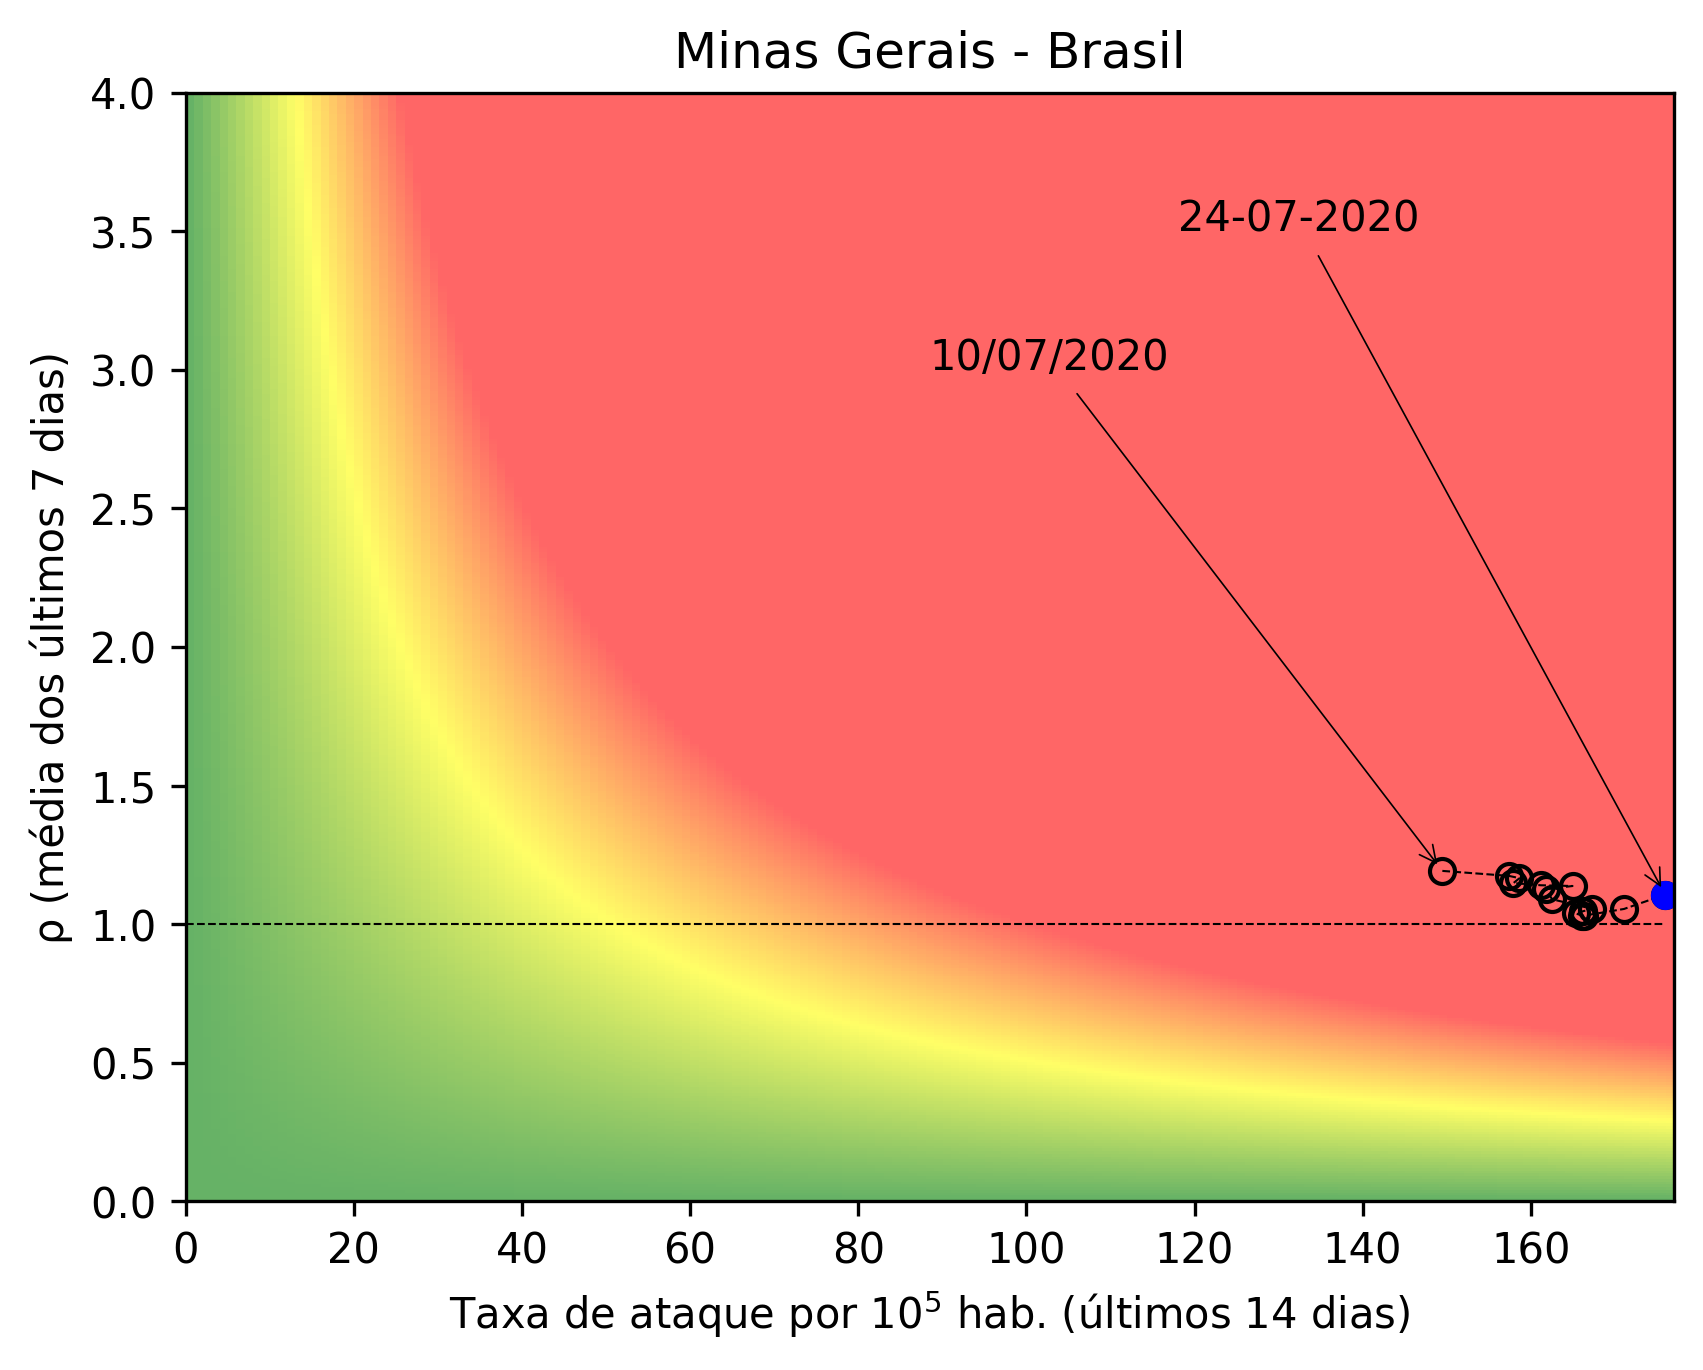 Minas Gerais - Brasil
4.0
3.5
3.0
2.5
2.0
1.5
1.0
0.5
0.0
ρ (média dos últimos 7 dias)
24-07-2020
10/07/2020
0 20 40 60 80 100 120 140 160
Taxa de ataque por 10⁵ hab. (últimos 14 dias)